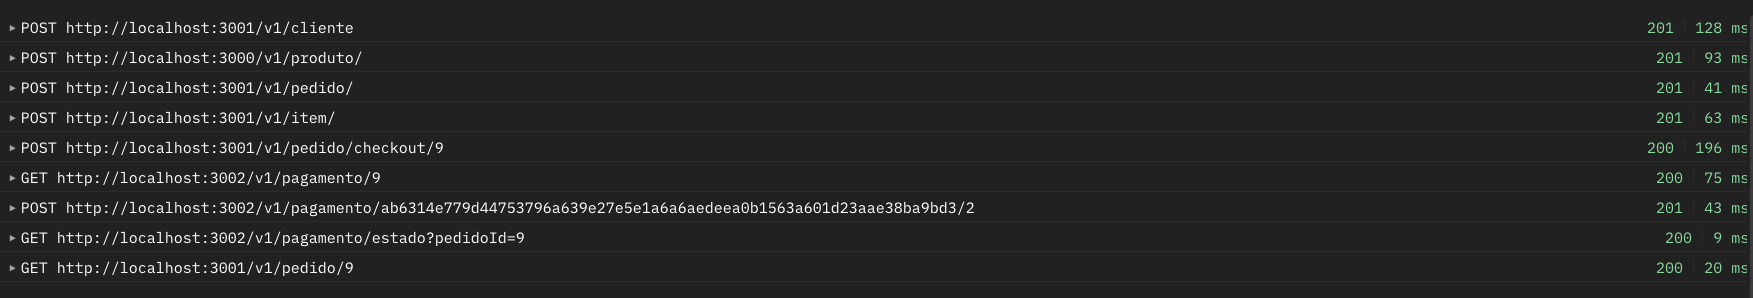 ▸ POST http://localhost:3001/v1/cliente 201 128 ms
▸ POST http://localhost:3000/v1/produto/ 201 93 ms
▸ POST http://localhost:3001/v1/pedido/ 201 41 ms
▸ POST http://localhost:3001/v1/item/ 201 63 ms
▸ POST http://localhost:3001/v1/pedido/checkout/9 200 196 ms
▸ GET http://localhost:3002/v1/pagamento/9 200 75 ms
▸ POST http://localhost:3002/v1/pagamento/ab6314e779d44753796a639e27e5e1a6a6aedeea0b1563a601d23aae38ba9bd3/2 201 43 ms
▸ GET http://localhost:3002/v1/pagamento/estado?pedidoId=9 200 9 ms
▸ GET http://localhost:3001/v1/pedido/9 200 20 ms